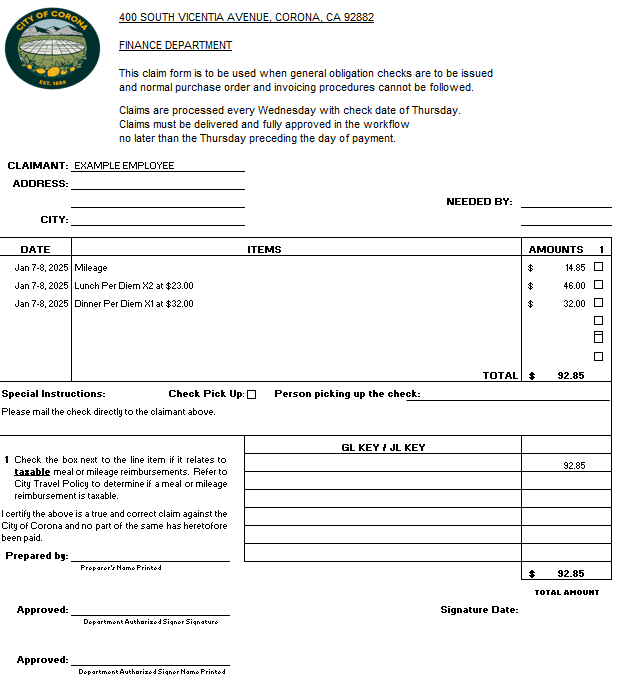 CITY OF CORONA
EST. 1886
400 SOUTH VICENTIA AVENUE, CORONA, CA 92882
FINANCE DEPARTMENT
This claim form is to be used when general obligation checks are to be issued
and normal purchase order and invoicing procedures cannot be followed.
Claims are processed every Wednesday with check date of Thursday.
Claims must be delivered and fully approved in the workflow
no later than the Thursday preceding the day of payment.
CLAIMANT: EXAMPLE EMPLOYEE
ADDRESS:
NEEDED BY:
CITY:
DATE ITEMS AMOUNTS 1
Jan 7-8, 2025 Mileage $ 14.85
Jan 7-8, 2025 Lunch Per Diem X2 at $23.00 $ 46.00
Jan 7-8, 2025 Dinner Per Diem X1 at $32.00 $ 32.00
TOTAL $ 92.85
Special Instructions: Check Pick Up: Person picking up the check:
Please mail the check directly to the claimant above.
GL KEY / JL KEY
92.85
1 Check the box next to the line item if it relates to
taxable meal or mileage reimbursements. Refer to
City Travel Policy to determine if a meal or mileage
reimbursement is taxable.
I certify the above is a true and correct claim against the
City of Corona and no part of the same has heretofore
been paid.
Prepared by:
Preparer's Name Printed
$ 92.85
TOTAL AMOUNT
Approved: Signature Date:
Department Authorized Signer Signature
Approved:
Department Authorized Signer Name Printed